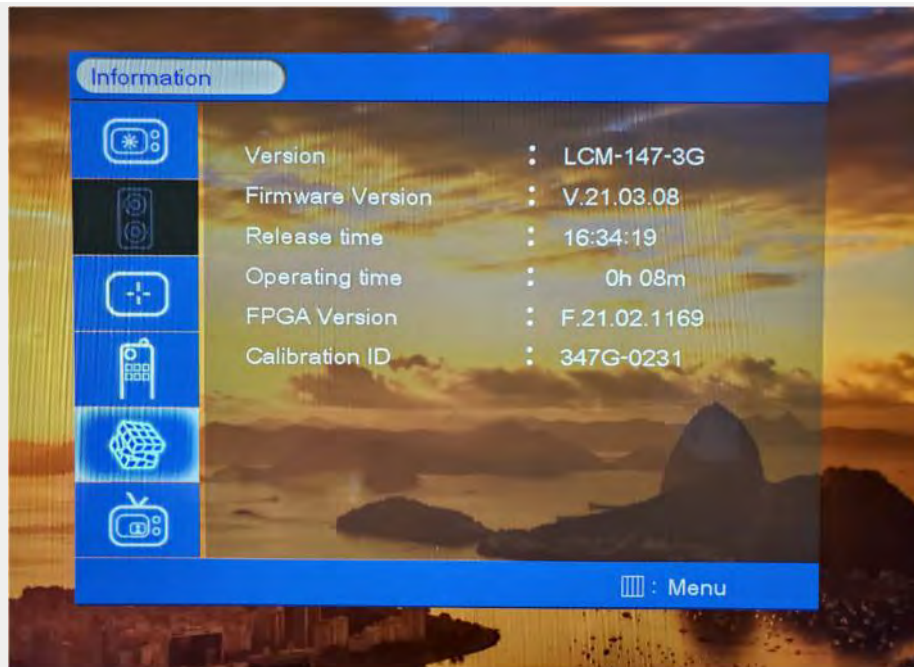 Information
Version : LCM-147-3G
Firmware Version : V.21.03.08
Release time : 16:34:19
Operating time : 0h 08m
FPGA Version : F.21.02.1169
Calibration ID : 347G-0231
: Menu